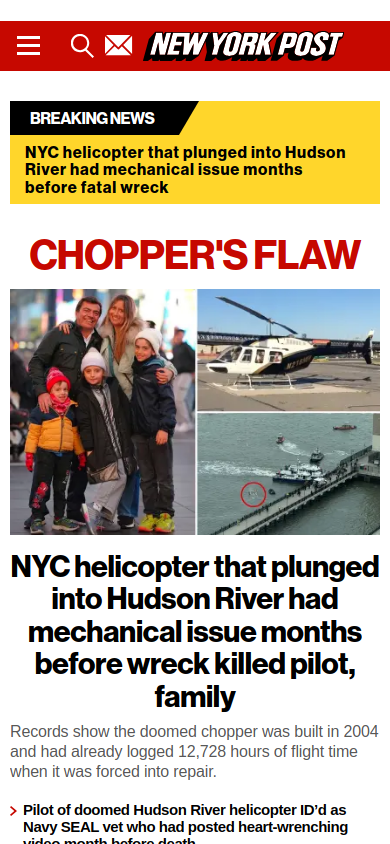 NEW YORK POST
BREAKING NEWS
NYC helicopter that plunged into Hudson
River had mechanical issue months
before fatal wreck
CHOPPER'S FLAW
NYC helicopter that plunged
into Hudson River had
mechanical issue months
before wreck killed pilot,
family
Records show the doomed chopper was built in 2004
and had already logged 12,728 hours of flight time
when it was forced into repair.
Pilot of doomed Hudson River helicopter ID’d as
Navy SEAL vet who had posted heart-wrenching
video month before death